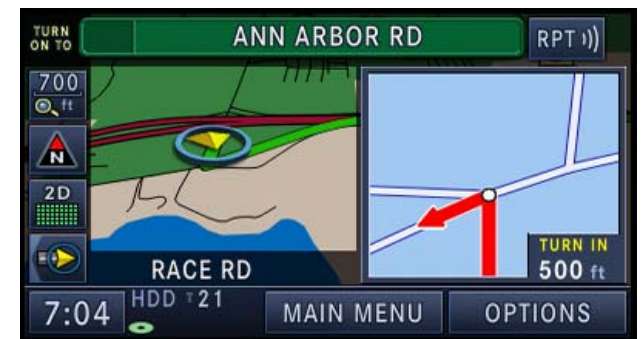 TURN
ON TO
ANN ARBOR RD
RPT
700
ft
N
2D
RACE RD
TURN IN
500 ft
7:04
HDD T 21
MAIN MENU
OPTIONS